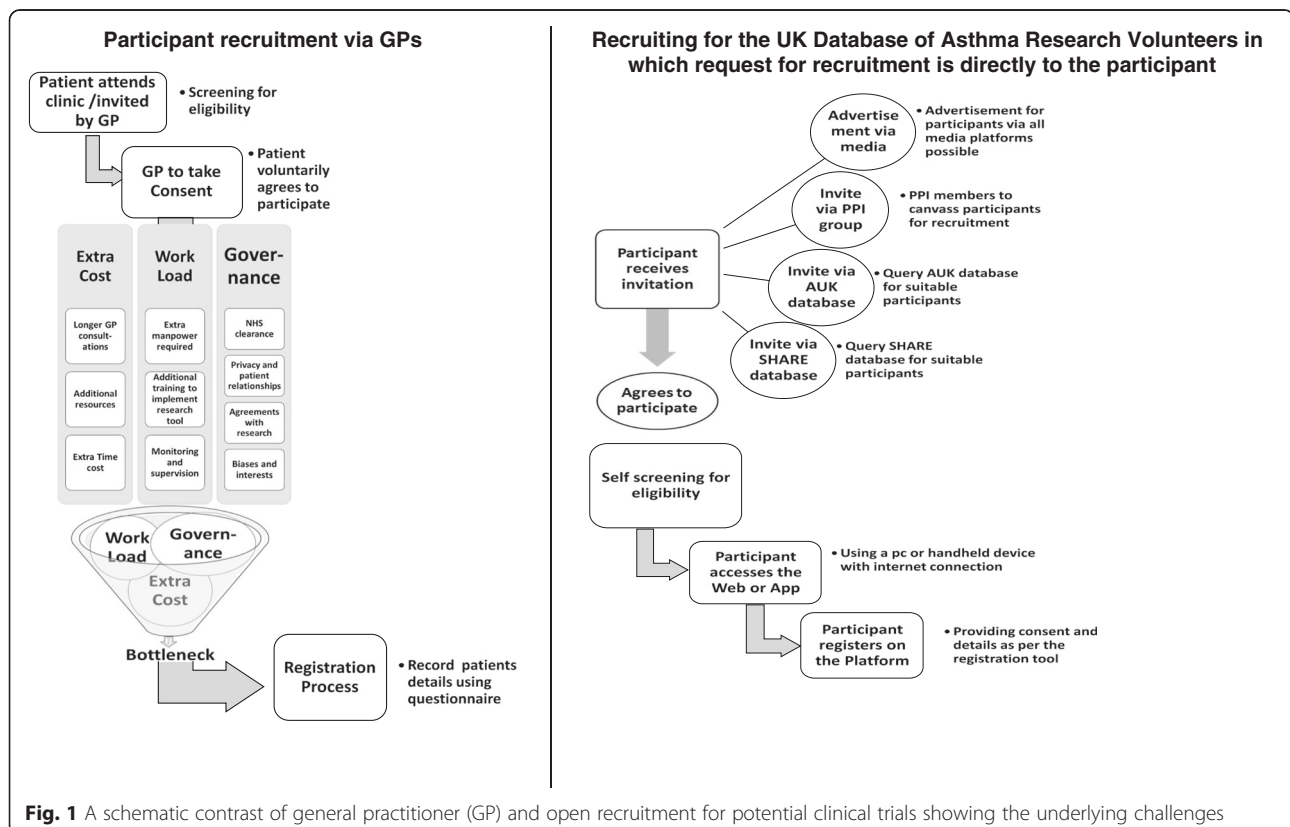 Participant recruitment via GPs
Patient attends
clinic /invited
by GP
• Screening for
eligibility
GP to take
Consent
• Patient
voluntarily
agrees to
participate
Extra
Cost
Longer GP
consult-
ations
Additional
resources
Extra Time
cost
Work
Load
Extra
manpower
required
Additional
training to
implement
research
tool
Monitoring
and
supervision
Gover-
nance
NHS
clearance
Privacy and
patient
relationships
Agreements
with
research
Biases and
interests
Work
Load
Govern-
ance
Extra
Cost
Bottleneck
Registration
Process
• Record patients
details using
questionnaire
Recruiting for the UK Database of Asthma Research Volunteers in
which request for recruitment is directly to the participant
Advertise
ment via
media
• Advertisement for
participants via all
media platforms
possible
Invite
via PPI
group
• PPI members to
canvass participants
for recruitment
Participant
receives
invitation
Invite via
AUK
database
• Query AUK database
for suitable
participants
Invite via
SHARE
database
• Query SHARE
database for suitable
participants
Agrees to
participate
Self screening for
eligibility
Participant
accesses the
Web or App
• Using a pc or handheld device
with internet connection
Participant
registers on
the Platform
• Providing consent and
details as per the
registration tool
Fig. 1 A schematic contrast of general practitioner (GP) and open recruitment for potential clinical trials showing the underlying challenges